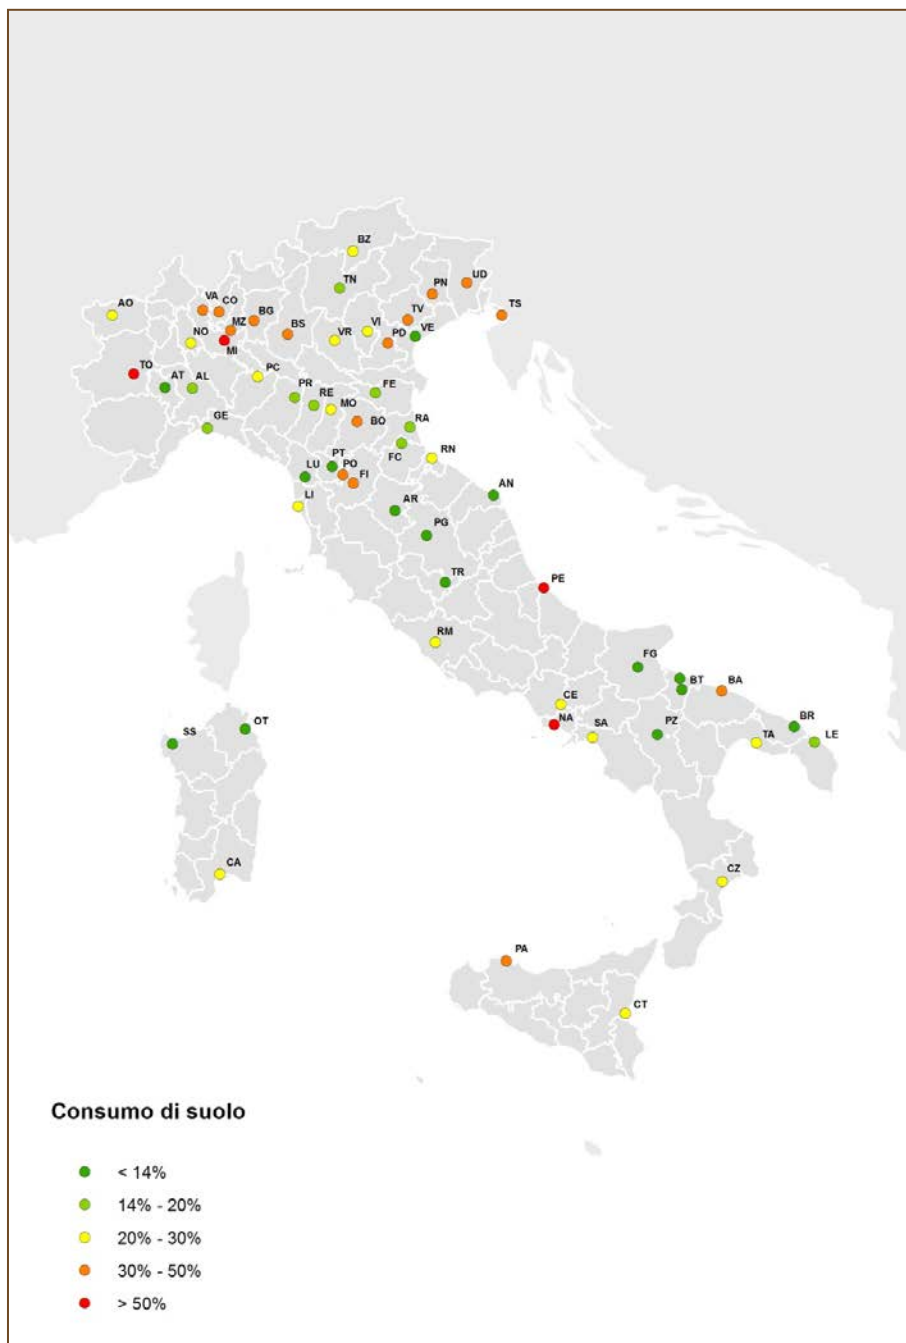 BZ
UD
TN
PN
VA
CO
AO
TS
BG
TV
MZ
BS
VI
NO
VR
PD
VE
MI
TO
PC
AT
AL
PR
FE
RE
MO
GE
BO
RA
FC
RN
PT
LU
PO
FI
AN
LI
AR
PG
TR
PE
RM
FG
BT
BA
CE
NA
SA
PZ
BR
TA
LE
OT
SS
CA
CZ
PA
CT
Consumo di suolo
< 14%
14% - 20%
20% - 30%
30% - 50%
> 50%